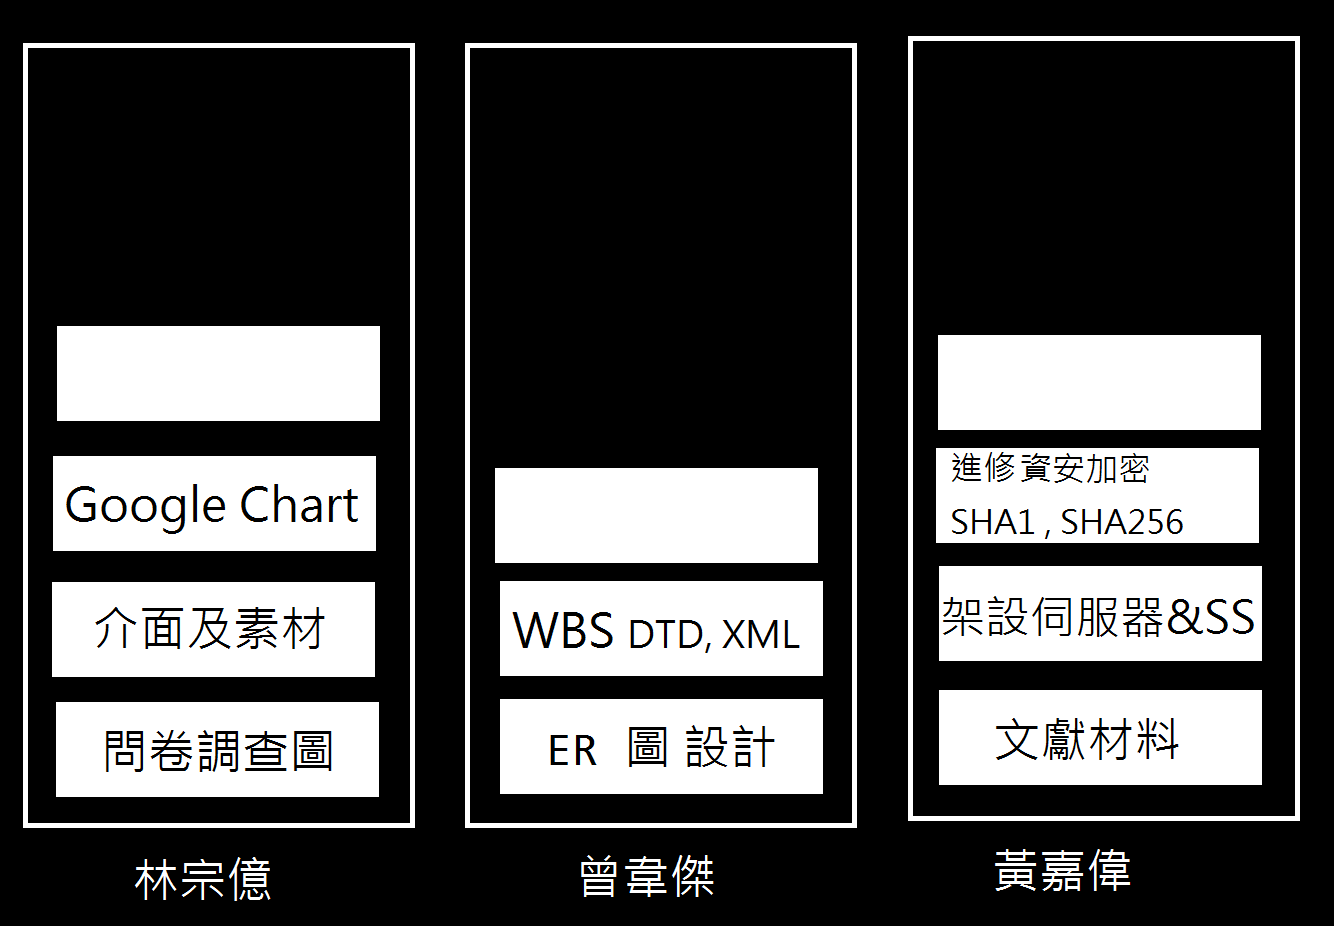 Google Chart
介面及素材
問卷調查圖
林宗億
WBS DTD, XML
ER 圖 設計
曾韋傑
進修資安加密
SHA1 , SHA256
架設伺服器&SS
文獻材料
黃嘉偉